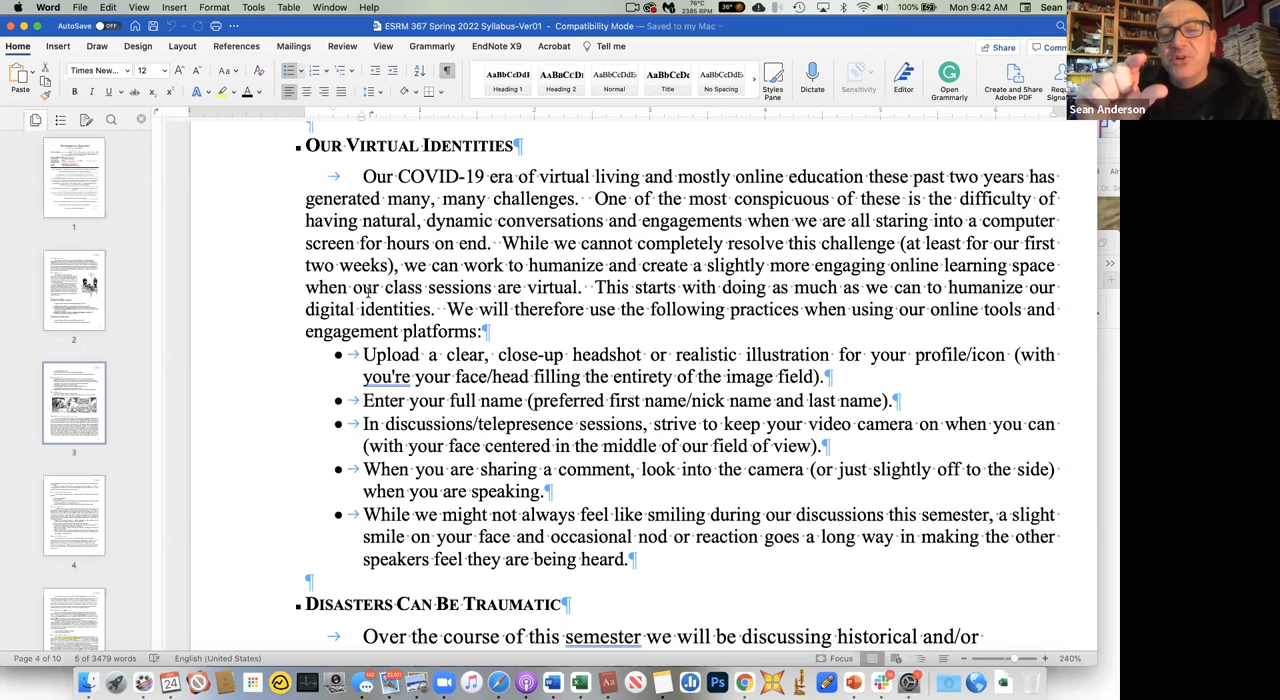 Word File Edit View Insert Format Tools Table Window Help
76°C
2385 RPM
36°
100%
Mon 9:42 AM
Sean
AutoSave OFF
ESRM 367 Spring 2022 Syllabus-Ver01 - Compatibility Mode — Saved to my Mac
Home Insert Draw Design Layout References Mailings Review View Grammarly EndNote X9 Acrobat Tell me
Share
Paste
Times New...
12
AaBbCcDdEe
Heading 1
Heading 2
Normal
Title
No Spacing
Styles
Pane
Dictate
Sensitivity
Editor
Open
Grammarly
Create and Share
Adobe PDF
Sean Anderson
OUR VIRTUAL IDENTITIES¶
Our COVID-19 era of virtual living and mostly online education these past two years has
generated many, many challenges. One of the most conspicuous of these is the difficulty of
having natural, dynamic conversations and engagements when we are all staring into a computer
screen for hours on end. While we cannot completely resolve this challenge (at least for our first
two weeks), we can work to humanize and create a slightly more engaging online learning space
when our class sessions are virtual. This starts with doing as much as we can to humanize our
digital identities. We will therefore use the following practices when using our online tools and
engagement platforms:¶
• Upload a clear, close-up headshot or realistic illustration for your profile/icon (with
you're your face/head filling the entirety of the image field).¶
• Enter your full name (preferred first name/nick name and last name).¶
• In discussions/telepresence sessions, strive to keep your video camera on when you can
(with your face centered in the middle of our field of view).¶
• When you are sharing a comment, look into the camera (or just slightly off to the side)
when you are speaking.¶
• While we might not always feel like smiling during our discussions this semester, a slight
smile on your face and occasional nod or reaction goes a long way in making the other
speakers feel they are being heard.¶
¶
DISASTERS CAN BE TRAUMATIC¶
Over the course of this semester we will be discussing historical and/or
1
2
3
4
Page 4 of 10 5 of 3479 words English (United States) Focus 240%